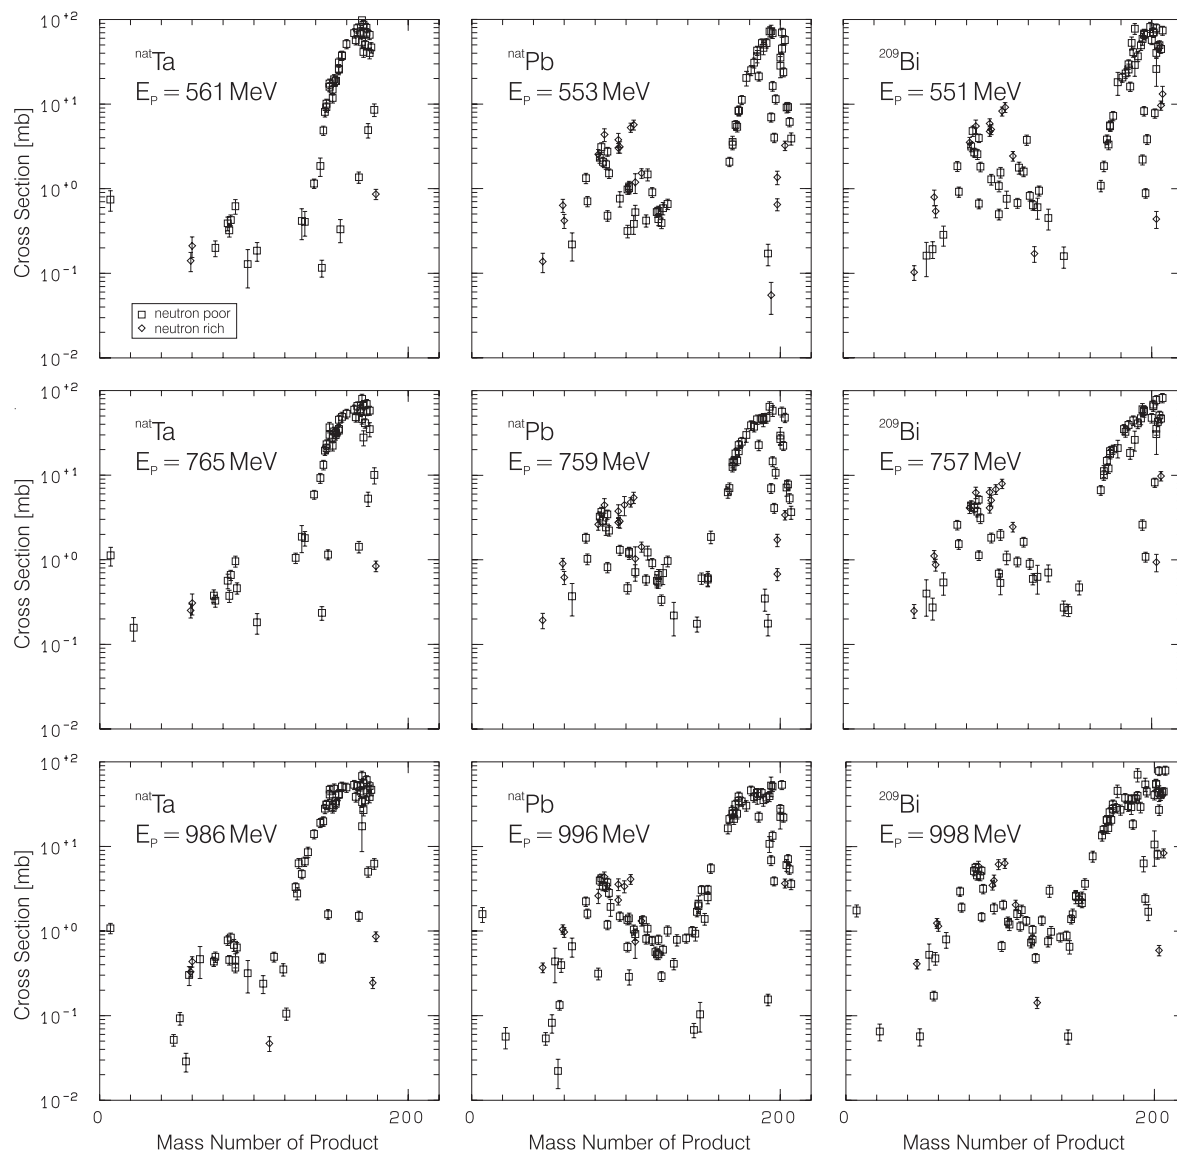 10⁺²
10⁺¹
10⁺⁰
10⁻¹
10⁻²
Cross Section [mb]
ⁿᵃᵗTa
Eₚ = 561 MeV
neutron poor
neutron rich
ⁿᵃᵗPb
Eₚ = 553 MeV
²⁰⁹Bi
Eₚ = 551 MeV
10⁺²
10⁺¹
10⁺⁰
10⁻¹
10⁻²
Cross Section [mb]
ⁿᵃᵗTa
Eₚ = 765 MeV
ⁿᵃᵗPb
Eₚ = 759 MeV
²⁰⁹Bi
Eₚ = 757 MeV
10⁺²
10⁺¹
10⁺⁰
10⁻¹
10⁻²
Cross Section [mb]
ⁿᵃᵗTa
Eₚ = 986 MeV
ⁿᵃᵗPb
Eₚ = 996 MeV
²⁰⁹Bi
Eₚ = 998 MeV
0 200
0 200
0 200
Mass Number of Product
Mass Number of Product
Mass Number of Product